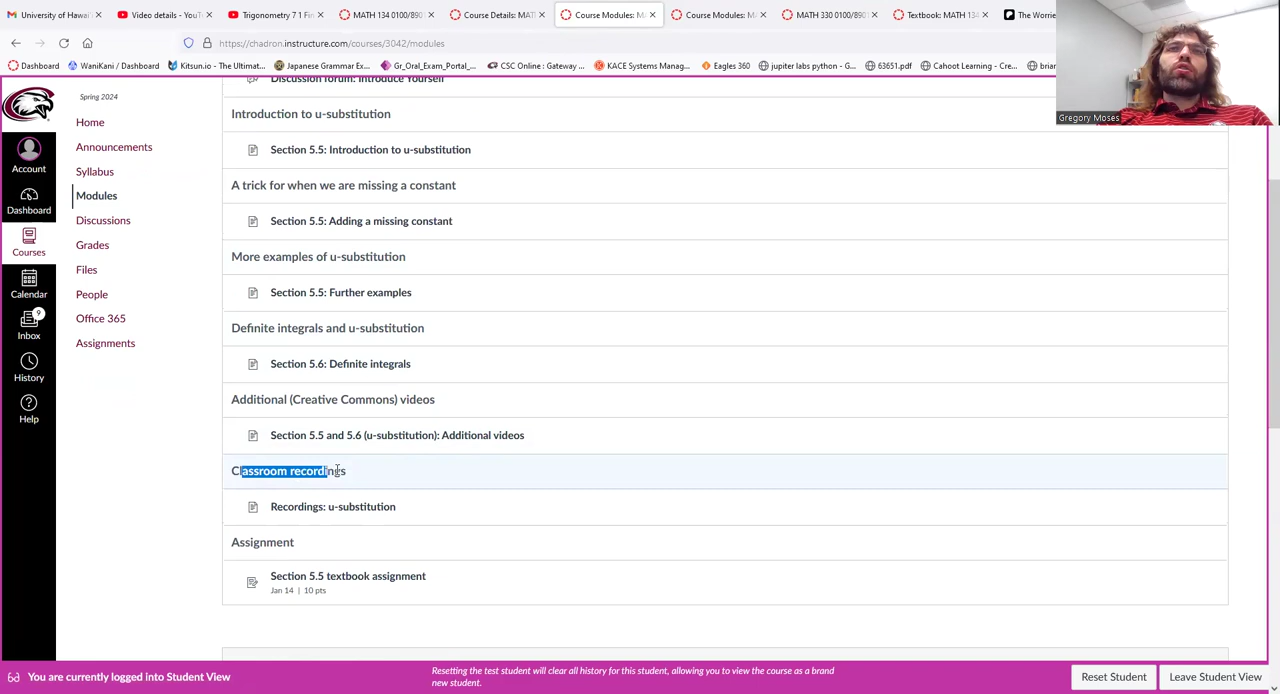 University of Hawai'i
Video details - YouT
Trigonometry 7 1 Fin
MATH 134 0100/890
Course Details: M
Course Modules: M
Course Modules: M
MATH 330 0100/890
Textbook: MATH 134
The Worrie
https://chadron.instructure.com/courses/3042/modules
Dashboard
WaniKani / Dashboard
Kitsun.io - The Ultimat...
Japanese Grammar Ex...
Gr_Oral_Exam_Portal_...
CSC Online : Gateway ...
KACE Systems Manag...
Eagles 360
jupiter labs python - G...
63651.pdf
Cahoot Learning - Cre...
brian
Gregory Moses
Account
Dashboard
Courses
Calendar
9
Inbox
History
Help
Spring 2024
Home
Announcements
Syllabus
Modules
Discussions
Grades
Files
People
Office 365
Assignments
Discussion forum: Introduce Yourself
Introduction to u-substitution
Section 5.5: Introduction to u-substitution
A trick for when we are missing a constant
Section 5.5: Adding a missing constant
More examples of u-substitution
Section 5.5: Further examples
Definite integrals and u-substitution
Section 5.6: Definite integrals
Additional (Creative Commons) videos
Section 5.5 and 5.6 (u-substitution): Additional videos
Classroom recordings
Recordings: u-substitution
Assignment
Section 5.5 textbook assignment
Jan 14 | 10 pts
You are currently logged into Student View
Resetting the test student will clear all history for this student, allowing you to view the course as a brand
new student.
Reset Student
Leave Student View